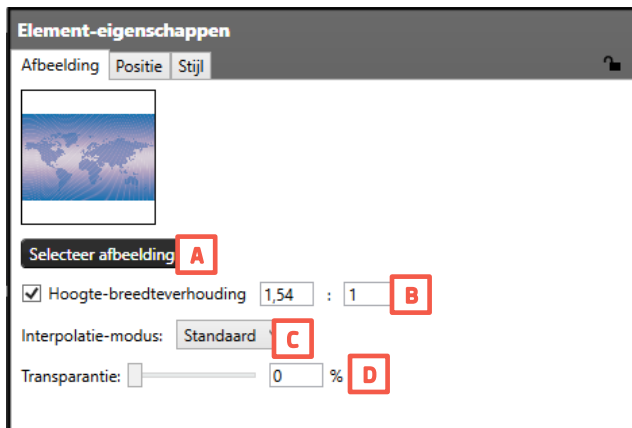 Element-eigenschappen
Afbeelding Positie Stijl
Selecteer afbeelding A
Hoogte-breedteverhouding 1,54 : 1 B
Interpolatie-modus: Standaard C
Transparantie: 0 % D